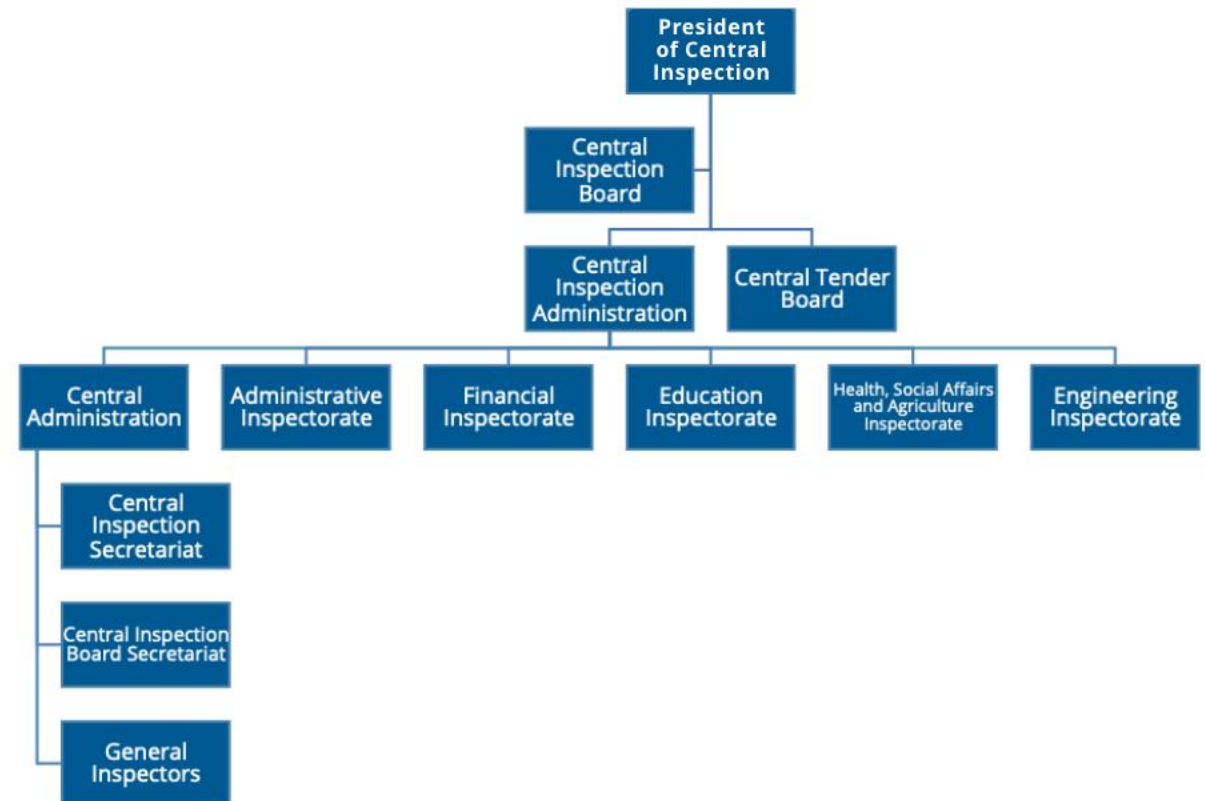 President
of Central
Inspection
Central
Inspection
Board
Central
Inspection
Administration
Central Tender
Board
Central
Administration
Administrative
Inspectorate
Financial
Inspectorate
Education
Inspectorate
Health, Social Affairs
and Agriculture
Inspectorate
Engineering
Inspectorate
Central
Inspection
Secretariat
Central Inspection
Board Secretariat
General
Inspectors